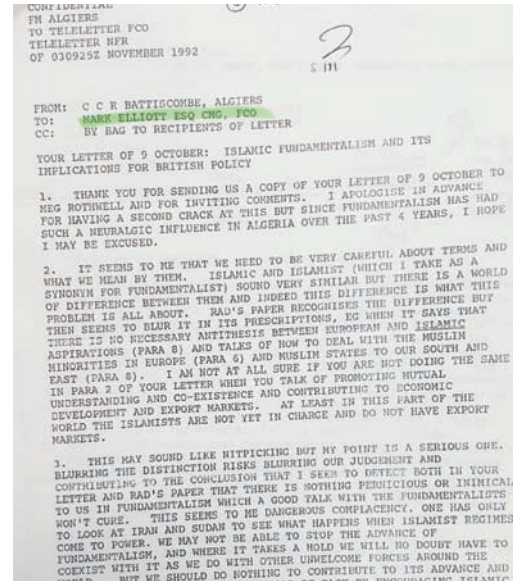 CONFIDENTIAL
FM ALGIERS
TO TELELETTER FCO
TELELETTER NFR
OF 030925Z NOVEMBER 1992
FROM: C C R BATTISCOMBE, ALGIERS
TO: MARK ELLIOTT ESQ CMG, FCO
CC: BY BAG TO RECIPIENTS OF LETTER
YOUR LETTER OF 9 OCTOBER: ISLAMIC FUNDAMENTALISM AND ITS
IMPLICATIONS FOR BRITISH POLICY
1. THANK YOU FOR SENDING US A COPY OF YOUR LETTER OF 9 OCTOBER TO
MEG ROTHWELL AND FOR INVITING COMMENTS. I APOLOGISE IN ADVANCE
FOR HAVING A SECOND CRACK AT THIS BUT SINCE FUNDAMENTALISM HAS HAD
SUCH A NEURALGIC INFLUENCE IN ALGERIA OVER THE PAST 4 YEARS, I HOPE
I MAY BE EXCUSED.
2. IT SEEMS TO ME THAT WE NEED TO BE VERY CAREFUL ABOUT TERMS AND
WHAT WE MEAN BY THEM. ISLAMIC AND ISLAMIST (WHICH I TAKE AS A
SYNONYM FOR FUNDAMENTALIST) SOUND VERY SIMILAR BUT THERE IS A WORLD
OF DIFFERENCE BETWEEN THEM AND INDEED THIS DIFFERENCE IS WHAT THIS
PROBLEM IS ALL ABOUT. RAD'S PAPER RECOGNISES THE DIFFERENCE BUT
THEN SEEMS TO BLUR IT IN ITS PRESCRIPTIONS, EG WHEN IT SAYS THAT
THERE IS NO NECESSARY ANTITHESIS BETWEEN EUROPEAN AND ISLAMIC
ASPIRATIONS (PARA 8) AND TALKS OF HOW TO DEAL WITH THE MUSLIM
MINORITIES IN EUROPE (PARA 6) AND MUSLIM STATES TO OUR SOUTH AND
EAST (PARA 8). I AM NOT AT ALL SURE IF YOU ARE NOT DOING THE SAME
IN PARA 2 OF YOUR LETTER WHEN YOU TALK OF PROMOTING MUTUAL
UNDERSTANDING AND CO-EXISTENCE AND CONTRIBUTING TO ECONOMIC
DEVELOPMENT AND EXPORT MARKETS. AT LEAST IN THIS PART OF THE
WORLD THE ISLAMISTS ARE NOT YET IN CHARGE AND DO NOT HAVE EXPORT
MARKETS.
3. THIS MAY SOUND LIKE NITPICKING BUT MY POINT IS A SERIOUS ONE.
BLURRING THE DISTINCTION RISKS BLURRING OUR JUDGEMENT AND
CONTRIBUTING TO THE CONCLUSION THAT I SEEM TO DETECT BOTH IN YOUR
LETTER AND RAD'S PAPER THAT THERE IS NOTHING PERNICIOUS OR INIMICAL
TO US IN FUNDAMENTALISM WHICH A GOOD TALK WITH THE FUNDAMENTALISTS
WON'T CURE. THIS SEEMS TO ME DANGEROUS COMPLACENCY. ONE HAS ONLY
TO LOOK AT IRAN AND SUDAN TO SEE WHAT HAPPENS WHEN ISLAMIST REGIMES
COME TO POWER. WE MAY NOT BE ABLE TO STOP THE ADVANCE OF
FUNDAMENTALISM, AND WHERE IT TAKES A HOLD WE WILL NO DOUBT HAVE TO
COEXIST WITH IT AS WE DO WITH OTHER UNWELCOME FORCES AROUND THE
WORLD. BUT WE SHOULD DO NOTHING TO CONTRIBUTE TO ITS ADVANCE AND
BY ENCOURAGING ISLAMIC